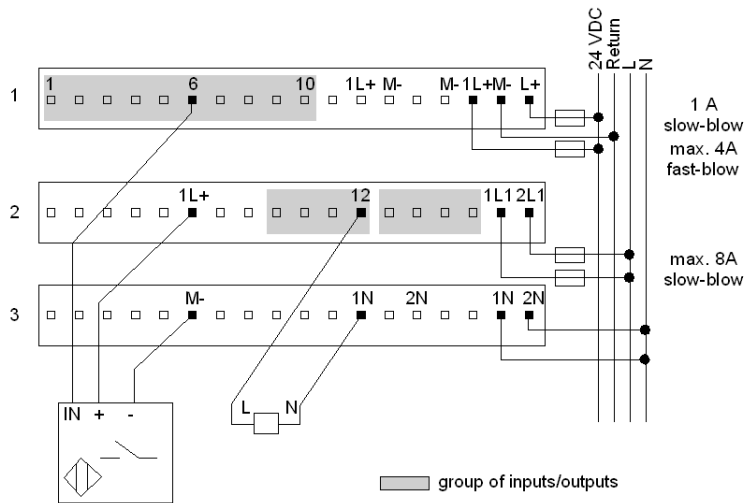 24 VDC
Return
L
N
1
1 6 10 1L+ M- M- 1L+ M- L+
1 A
slow-blow
max. 4A
fast-blow
2
1L+ 12 1L1 2L1
max. 8A
slow-blow
3
M- 1N 2N 1N 2N
IN + -
L N
group of inputs/outputs